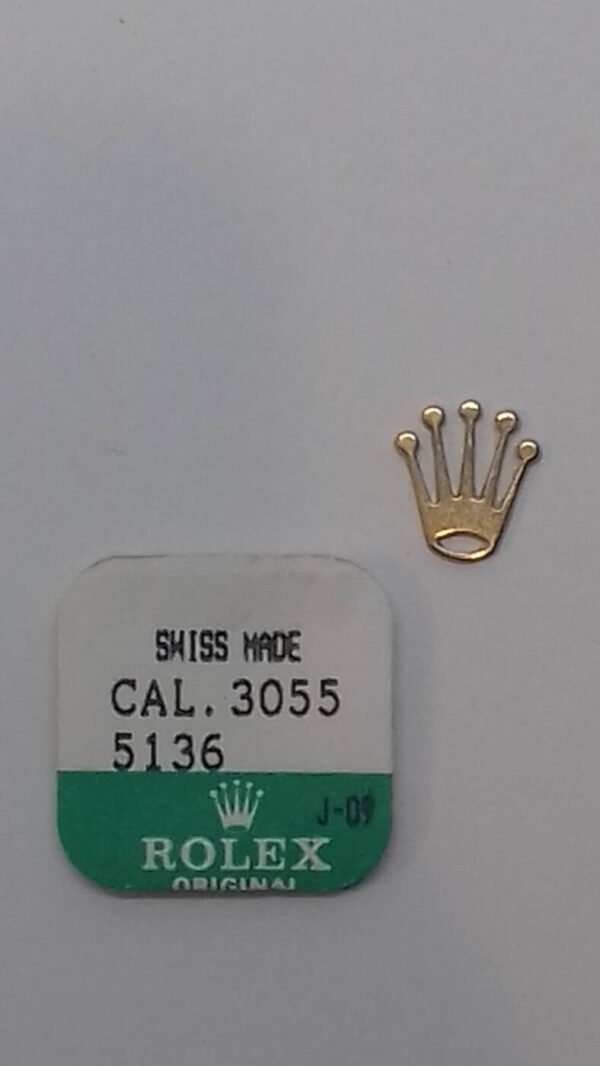 SWISS MADE
CAL. 3055
5136
J-09
ROLEX
ORIGINAL